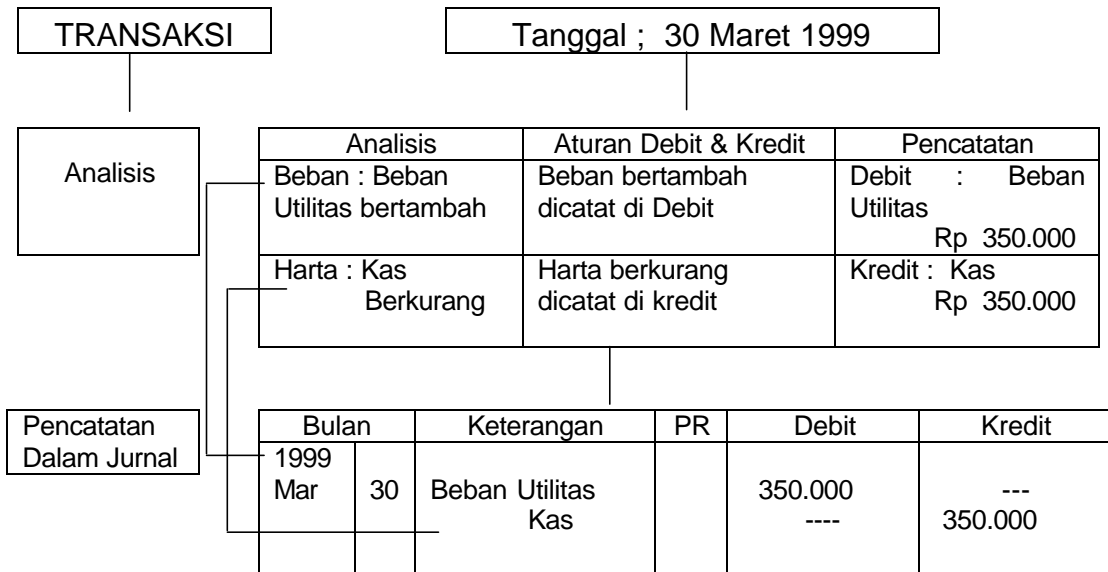 TRANSAKSI
Tanggal ; 30 Maret 1999
Analisis
Analisis Aturan Debit & Kredit Pencatatan
Beban : Beban Beban bertambah Debit : Beban
Utilitas bertambah dicatat di Debit Utilitas
Rp 350.000
Harta : Kas Harta berkurang Kredit : Kas
Berkurang dicatat di kredit Rp 350.000
Pencatatan
Dalam Jurnal
Bulan Keterangan PR Debit Kredit
1999
Mar 30 Beban Utilitas 350.000 ---
Kas ---- 350.000